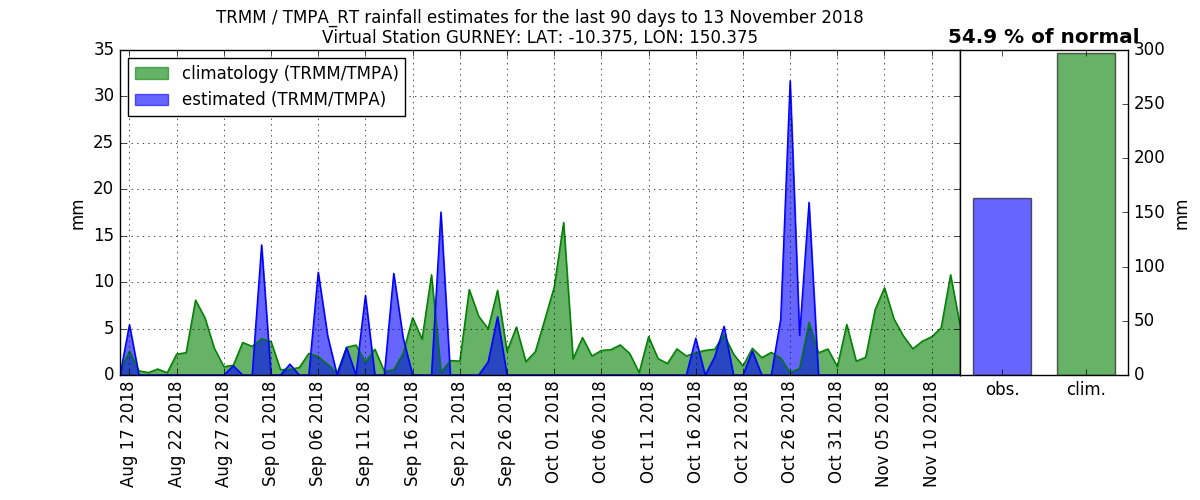 TRMM / TMPA_RT rainfall estimates for the last 90 days to 13 November 2018
Virtual Station GURNEY: LAT: -10.375, LON: 150.375
54.9 % of normal
climatology (TRMM/TMPA)
estimated (TRMM/TMPA)
35
30
25
20
15
10
5
0
mm
Aug 17 2018
Aug 22 2018
Aug 27 2018
Sep 01 2018
Sep 06 2018
Sep 11 2018
Sep 16 2018
Sep 21 2018
Sep 26 2018
Oct 01 2018
Oct 06 2018
Oct 11 2018
Oct 16 2018
Oct 21 2018
Oct 26 2018
Oct 31 2018
Nov 05 2018
Nov 10 2018
obs.
clim.
300
250
200
150
100
50
0
mm